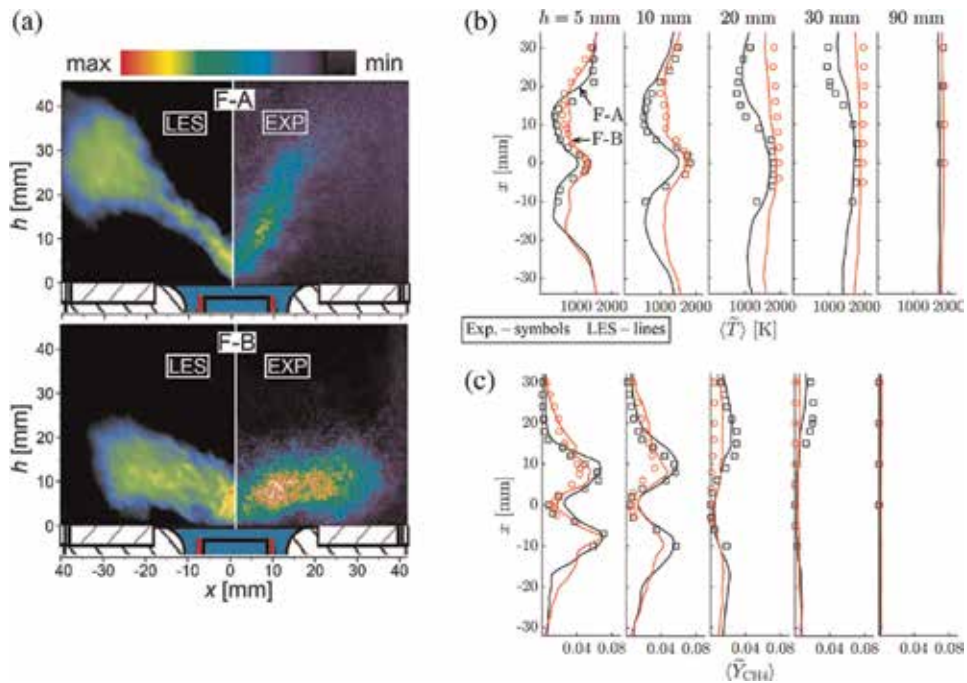 (a)
max
min
F-A
LES
EXP
h [mm]
40
30
20
10
0
F-B
LES
EXP
h [mm]
40
30
20
10
0
40 -30 -20 -10 0 10 20 30 40
x [mm]
(b)
h = 5 mm 10 mm 20 mm 30 mm 90 mm
x [mm]
30
20
10
0
-10
-20
-30
F-A
F-B
1000 2000 1000 2000 1000 2000 1000 2000 1000 2000
⟨T̃⟩ [K]
Exp. – symbols LES – lines
(c)
x [mm]
30
20
10
0
-10
-20
-30
0.04 0.08 0.04 0.08 0.04 0.08 0.04 0.08 0.04 0.08
⟨Ỹ_CH4⟩